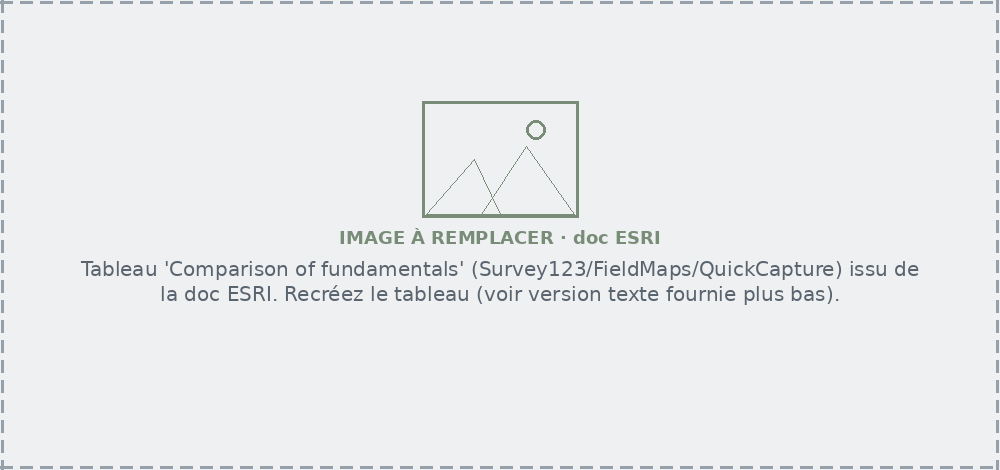 IMAGE À REMPLACER · doc ESRI
Tableau 'Comparison of fundamentals' (Survey123/FieldMaps/QuickCapture) issu de
la doc ESRI. Recréez le tableau (voir version texte fournie plus bas).